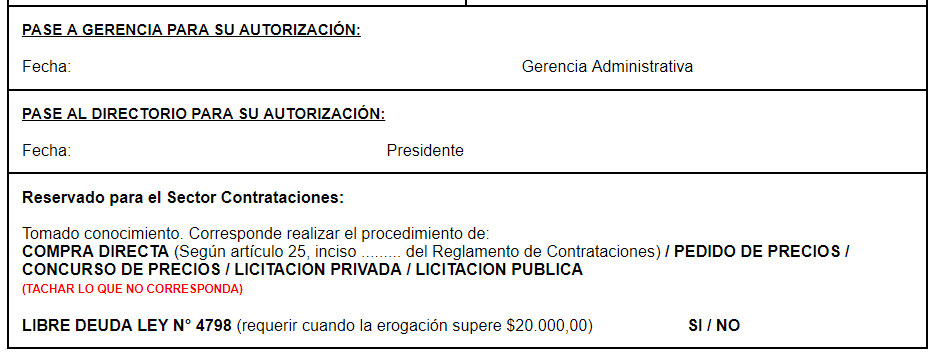 PASE A GERENCIA PARA SU AUTORIZACIÓN:
Fecha: Gerencia Administrativa
PASE AL DIRECTORIO PARA SU AUTORIZACIÓN:
Fecha: Presidente
Reservado para el Sector Contrataciones:
Tomado conocimiento. Corresponde realizar el procedimiento de:
COMPRA DIRECTA (Según artículo 25, inciso ......... del Reglamento de Contrataciones) / PEDIDO DE PRECIOS /
CONCURSO DE PRECIOS / LICITACION PRIVADA / LICITACION PUBLICA
(TACHAR LO QUE NO CORRESPONDA)
LIBRE DEUDA LEY N° 4798 (requerir cuando la erogación supere $20.000,00) SI / NO